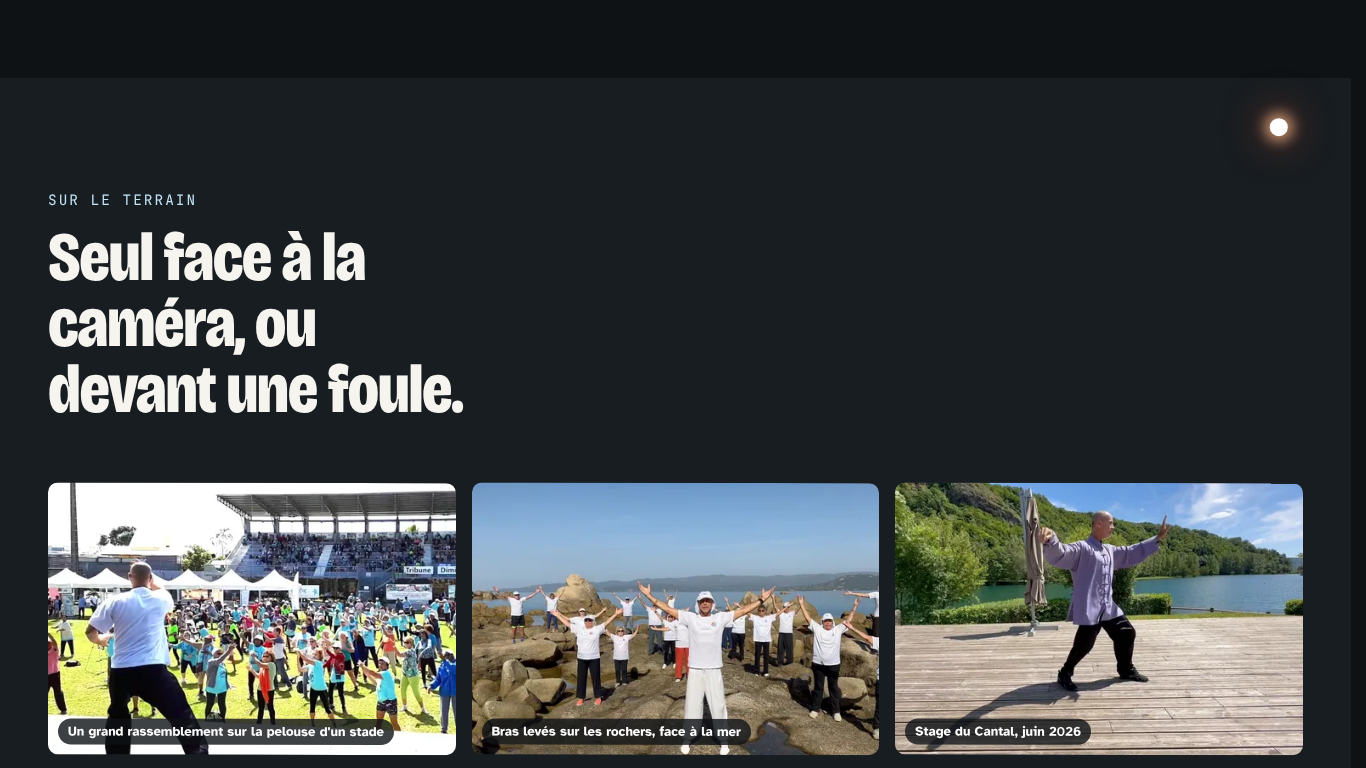 SUR LE TERRAIN
Seul face à la
caméra, ou
devant une foule.
Tribune
Un grand rassemblement sur la pelouse d'un stade
Bras levés sur les rochers, face à la mer
Stage du Cantal, juin 2026